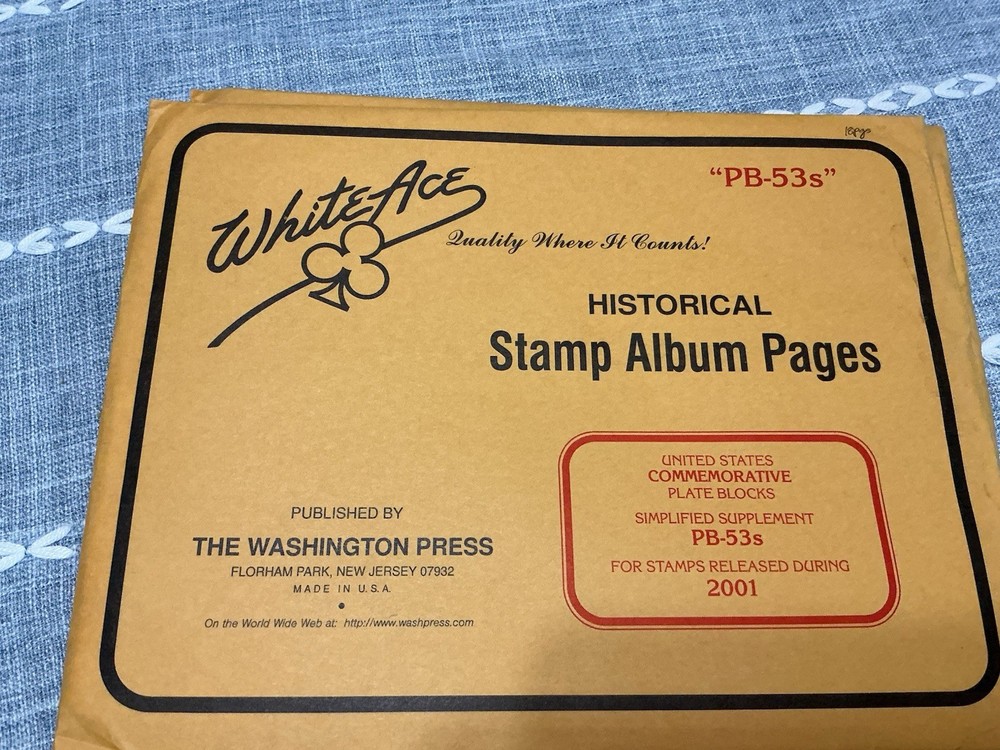 18pgs
"PB-53s"
WhiteAce
Quality Where It Counts!
HISTORICAL
Stamp Album Pages
UNITED STATES
COMMEMORATIVE
PLATE BLOCKS
SIMPLIFIED SUPPLEMENT
PB-53s
FOR STAMPS RELEASED DURING
2001
PUBLISHED BY
THE WASHINGTON PRESS
FLORHAM PARK, NEW JERSEY 07932
MADE IN U.S.A.
On the World Wide Web at: http://www.washpress.com